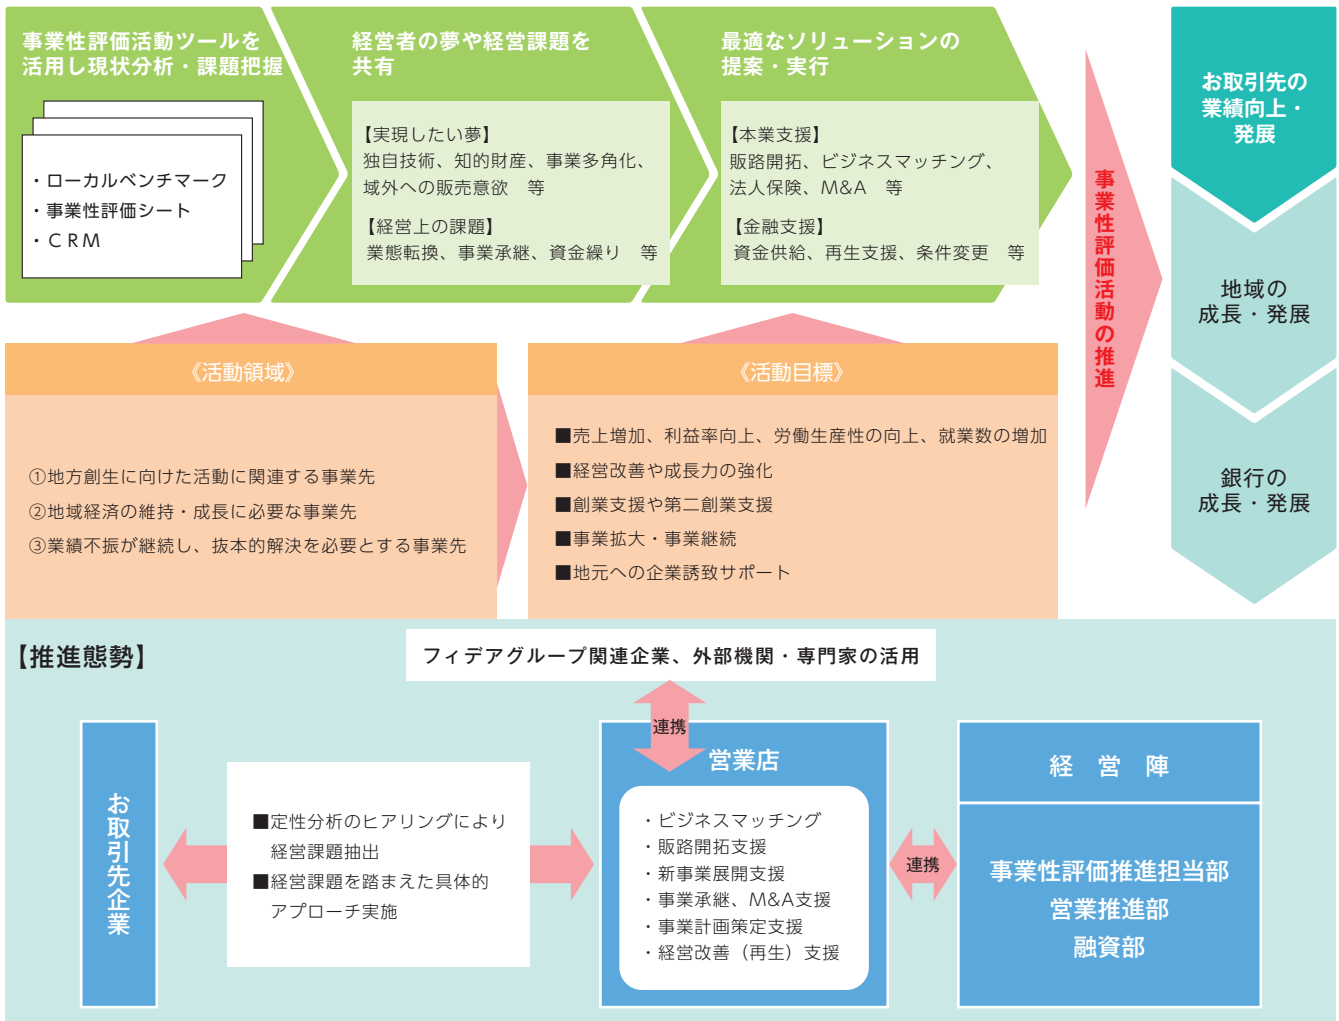 事業性評価活動ツールを
活用し現状分析・課題把握
・ローカルベンチマーク
・事業性評価シート
・ＣＲＭ
経営者の夢や経営課題を
共有
【実現したい夢】
独自技術、知的財産、事業多角化、
域外への販売意欲　等
【経営上の課題】
業態転換、事業承継、資金繰り　等
最適なソリューションの
提案・実行
【本業支援】
販路開拓、ビジネスマッチング、
法人保険、M&A　等
【金融支援】
資金供給、再生支援、条件変更　等
事業性評価活動の推進
お取引先の
業績向上・
発展
地域の
成長・発展
銀行の
成長・発展
《活動領域》
①地方創生に向けた活動に関連する事業先
②地域経済の維持・成長に必要な事業先
③業績不振が継続し、抜本的解決を必要とする事業先
《活動目標》
■売上増加、利益率向上、労働生産性の向上、就業数の増加
■経営改善や成長力の強化
■創業支援や第二創業支援
■事業拡大・事業継続
■地元への企業誘致サポート
【推進態勢】
フィデアグループ関連企業、外部機関・専門家の活用
連携
お取引先企業
■定性分析のヒアリングにより
経営課題抽出
■経営課題を踏まえた具体的
アプローチ実施
営業店
・ビジネスマッチング
・販路開拓支援
・新事業展開支援
・事業承継、M&A支援
・事業計画策定支援
・経営改善（再生）支援
連携
経　営　陣
事業性評価推進担当部
営業推進部
融資部